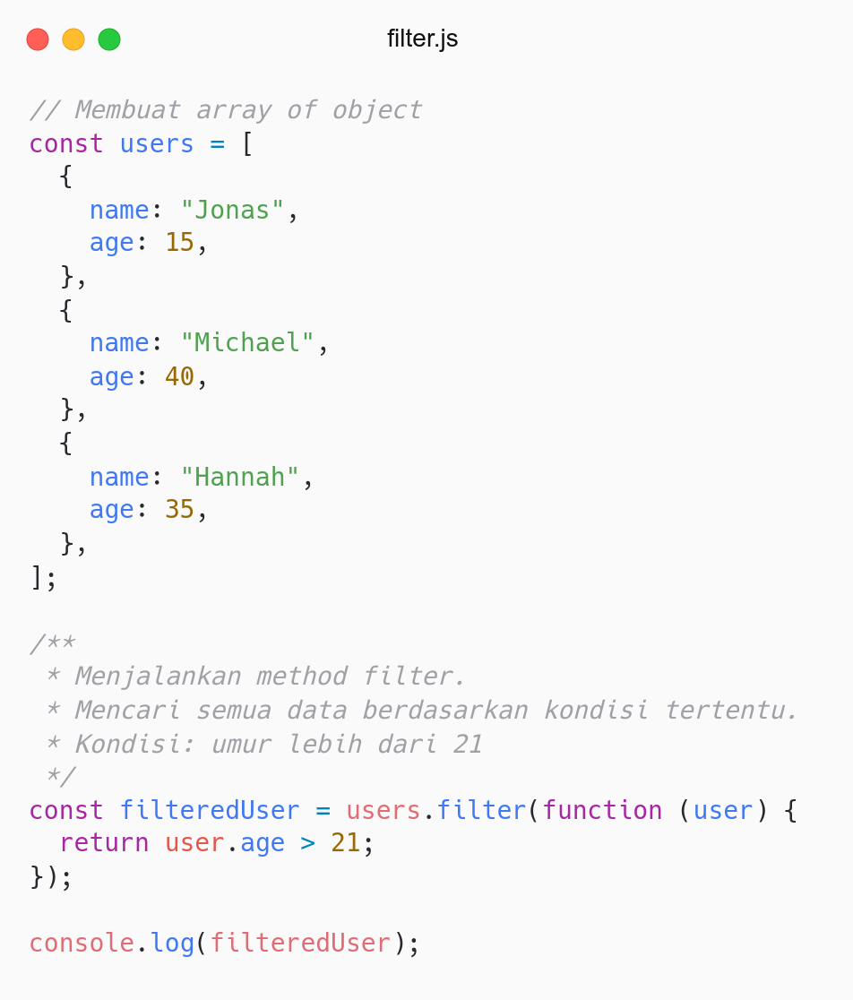 filter.js
// Membuat array of object
const users = [
  {
    name: "Jonas",
    age: 15,
  },
  {
    name: "Michael",
    age: 40,
  },
  {
    name: "Hannah",
    age: 35,
  },
];

/**
 * Menjalankan method filter.
 * Mencari semua data berdasarkan kondisi tertentu.
 * Kondisi: umur lebih dari 21
 */
const filteredUser = users.filter(function (user) {
  return user.age > 21;
});

console.log(filteredUser);